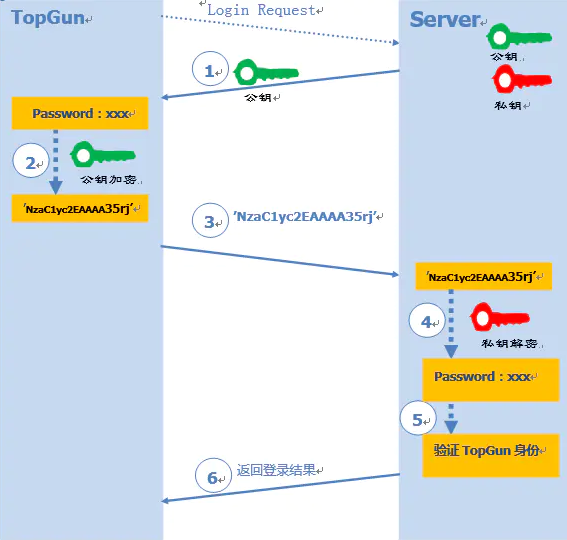 TopGun
Login Request
Server
公钥
私钥
1
公钥
Password：xxx
2
公钥加密
'NzaC1yc2EAAAA35rj'
3
'NzaC1yc2EAAAA35rj'
'NzaC1yc2EAAAA35rj'
4
私钥解密
Password：xxx
5
验证 TopGun 身份
6
返回登录结果